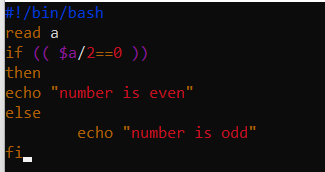 #!/bin/bash
read a
if (( $a/2==0 ))
then
echo "number is even"
else
        echo "number is odd"
fi